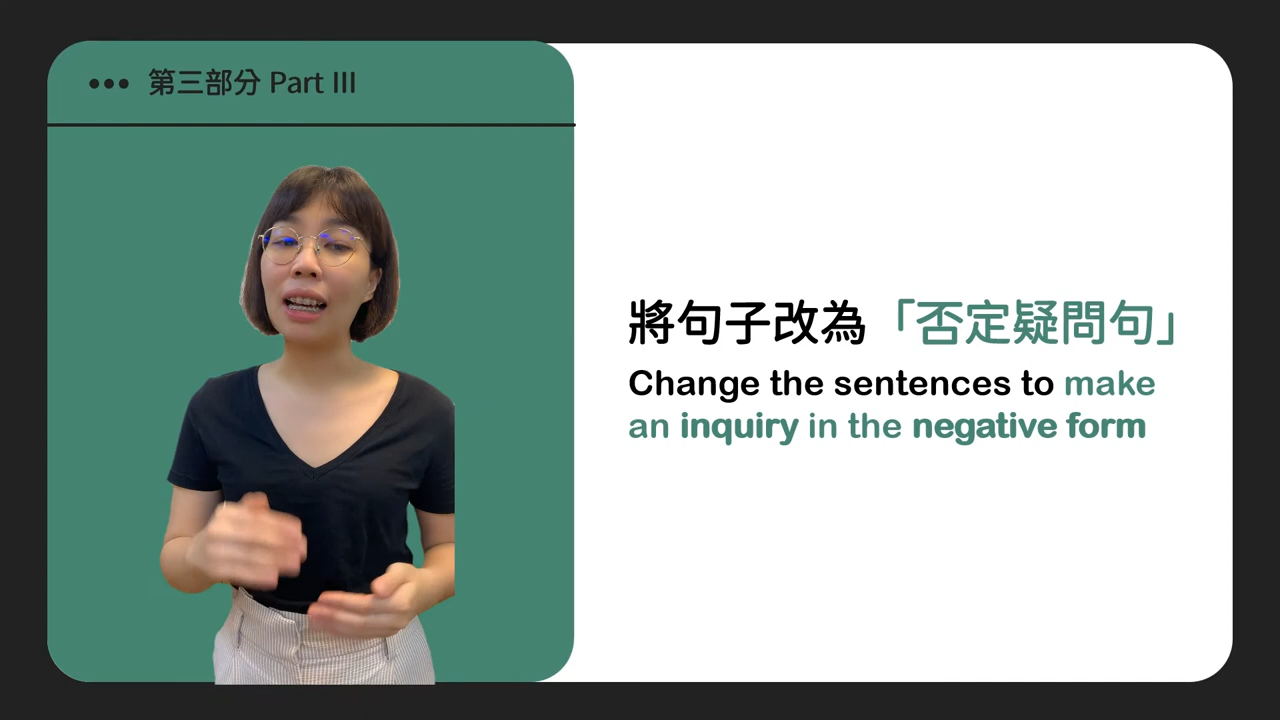 第三部分 Part III
將句子改為「否定疑問句」
Change the sentences to make
an inquiry in the negative form